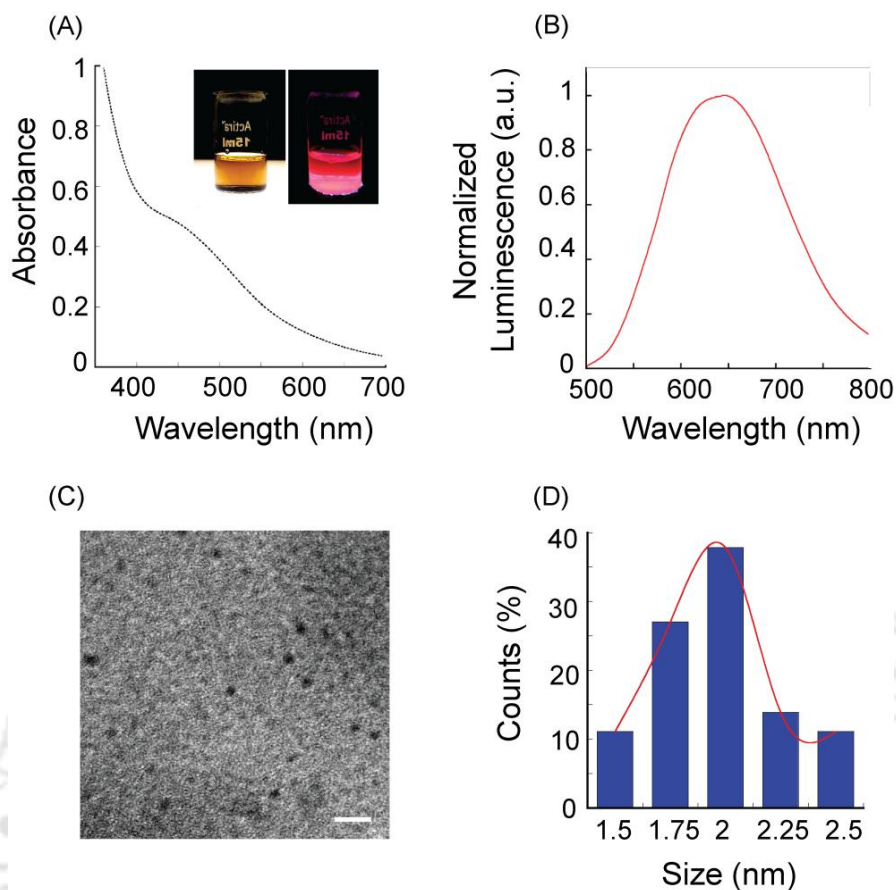 (A)
Absorbance
1
0.8
0.6
0.4
0.2
0
400 500 600 700
Wavelength (nm)
"Actira"
15ml
"Actira"
15ml
(B)
Normalized
Luminescence (a.u.)
1
0.8
0.6
0.4
0.2
0
500 600 700 800
Wavelength (nm)
(C)
(D)
Counts (%)
40
30
20
10
0
1.5 1.75 2 2.25 2.5
Size (nm)